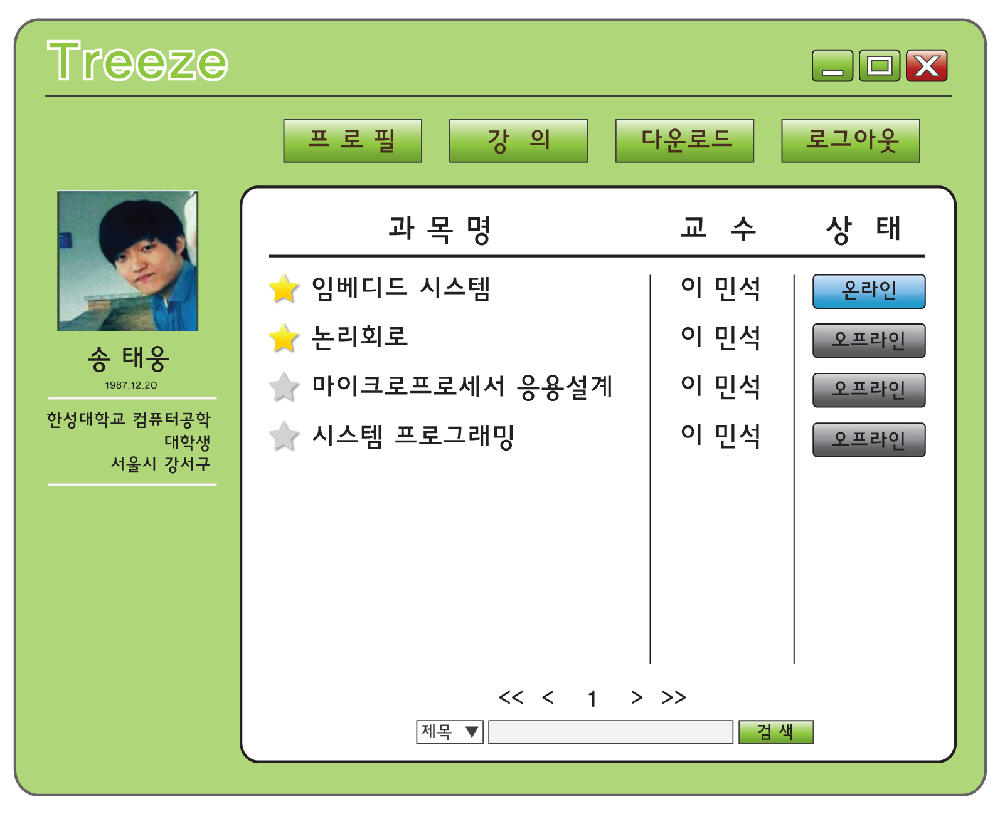 Treeze
프 로 필 강 의 다운로드 로그아웃
송 태웅
1987.12.20
한성대학교 컴퓨터공학
대학생
서울시 강서구
과 목 명 교 수 상 태
임베디드 시스템 이 민석 온라인
논리회로 이 민석 오프라인
마이크로프로세서 응용설계 이 민석 오프라인
시스템 프로그래밍 이 민석 오프라인
<< < 1 > >>
제목 ▼ 검 색